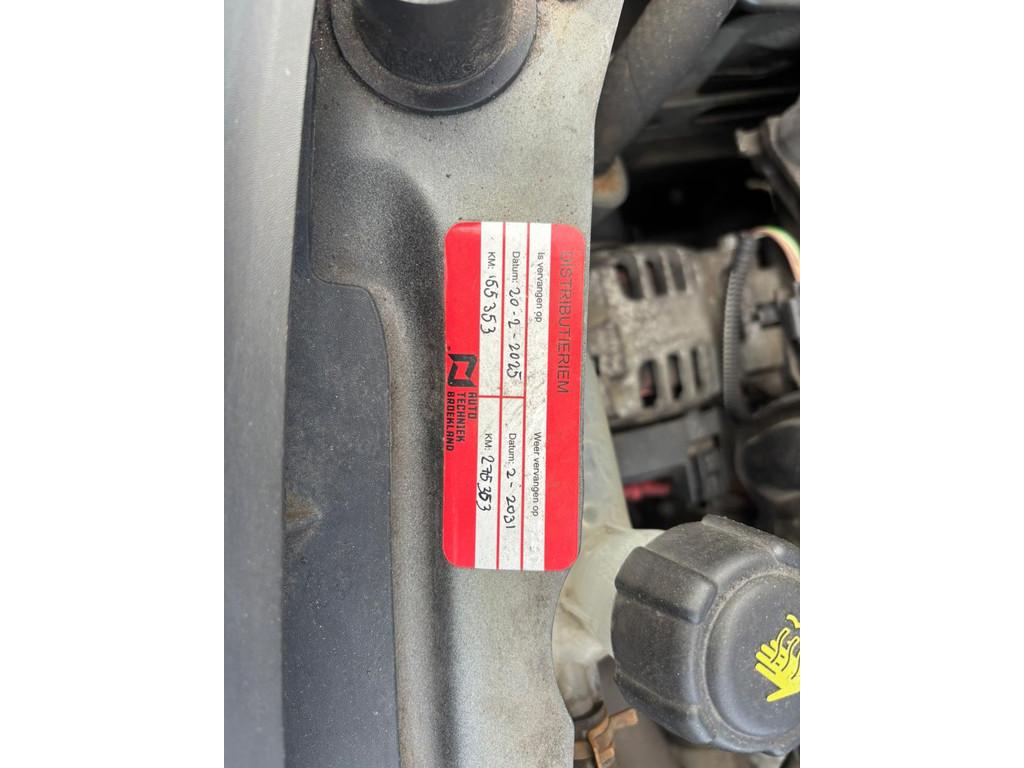 DISTRIBUTIERIEM
Is vervangen op Weer vervangen op
Datum: 20-2-2025 Datum: 2-2031
KM: 155353 KM: 275353
AUTO
TECHNIEK
BROEKLAND